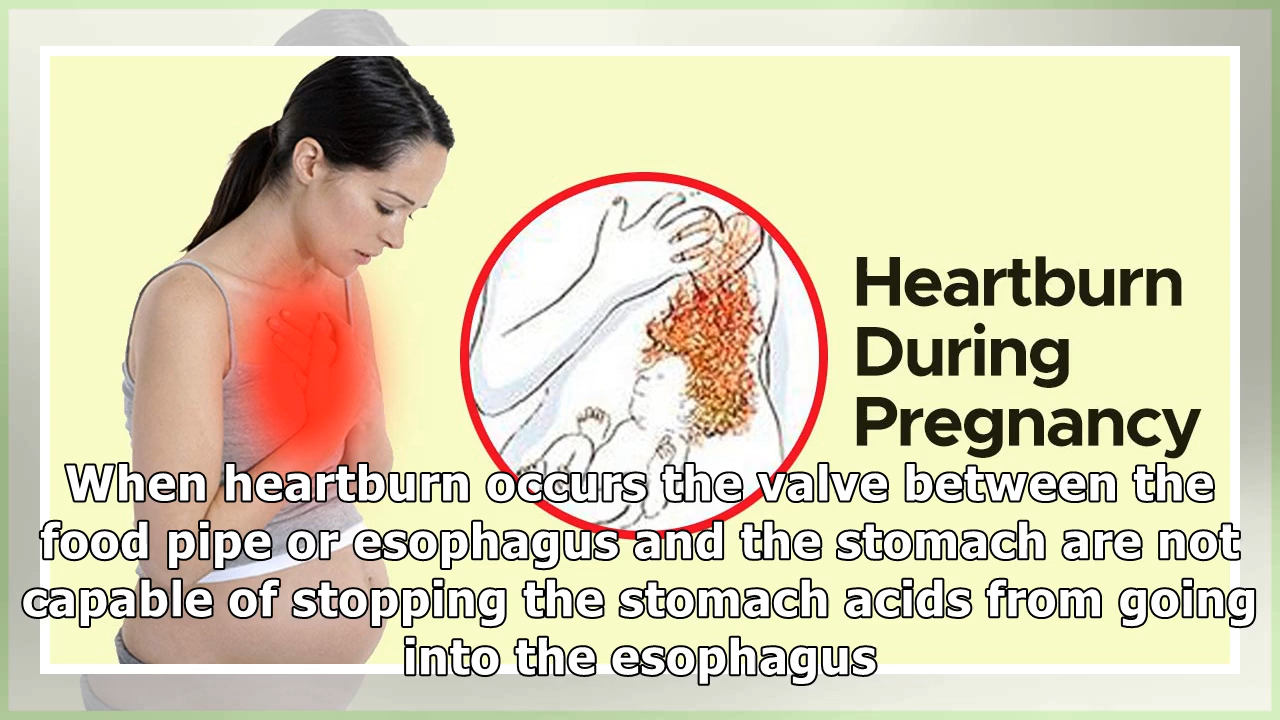 Heartburn
During
Pregnancy
When heartburn occurs the valve between the
food pipe or esophagus and the stomach are not
capable of stopping the stomach acids from going
into the esophagus